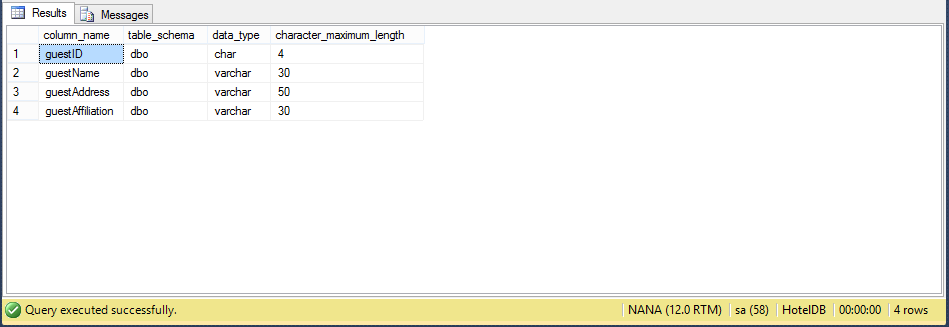 Results Messages
column_name table_schema data_type character_maximum_length
1 guestID dbo char 4
2 guestName dbo varchar 30
3 guestAddress dbo varchar 50
4 guestAffiliation dbo varchar 30
Query executed successfully. NANA (12.0 RTM) sa (58) HotelDB 00:00:00 4 rows